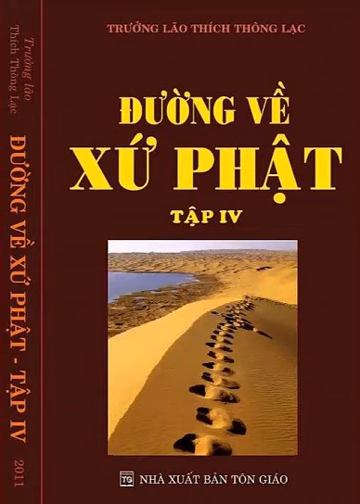 TRƯỞNG LÃO THÍCH THÔNG LẠC
ĐƯỜNG VỀ
XỨ PHẬT
TẬP IV
TG NHÀ XUẤT BẢN TÔN GIÁO
Trưởng lão
Thích Thông Lạc
ĐƯỜNG VỀ XỨ PHẬT - TẬP IV
2011